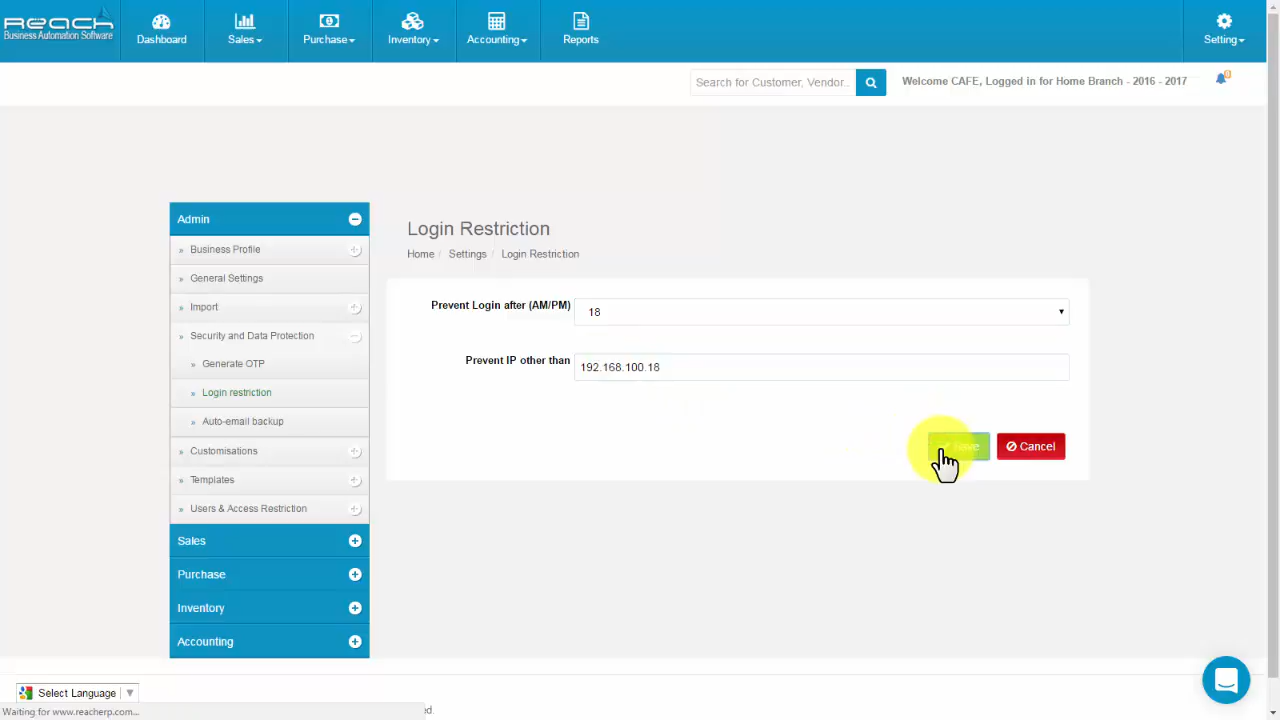 REACH
Business Automation Software
Dashboard
Sales
Purchase
Inventory
Accounting
Reports
Setting
Search for Customer, Vendor..
Welcome CAFE, Logged in for Home Branch - 2016 - 2017
Admin
» Business Profile
» General Settings
» Import
» Security and Data Protection
» Generate OTP
» Login restriction
» Auto-email backup
» Customisations
» Templates
» Users & Access Restriction
Sales
Purchase
Inventory
Accounting
Login Restriction
Home / Settings / Login Restriction
Prevent Login after (AM/PM)
18
Prevent IP other than
192.168.100.18
Save
Cancel
Select Language
Waiting for www.reacherp.com...
ed.